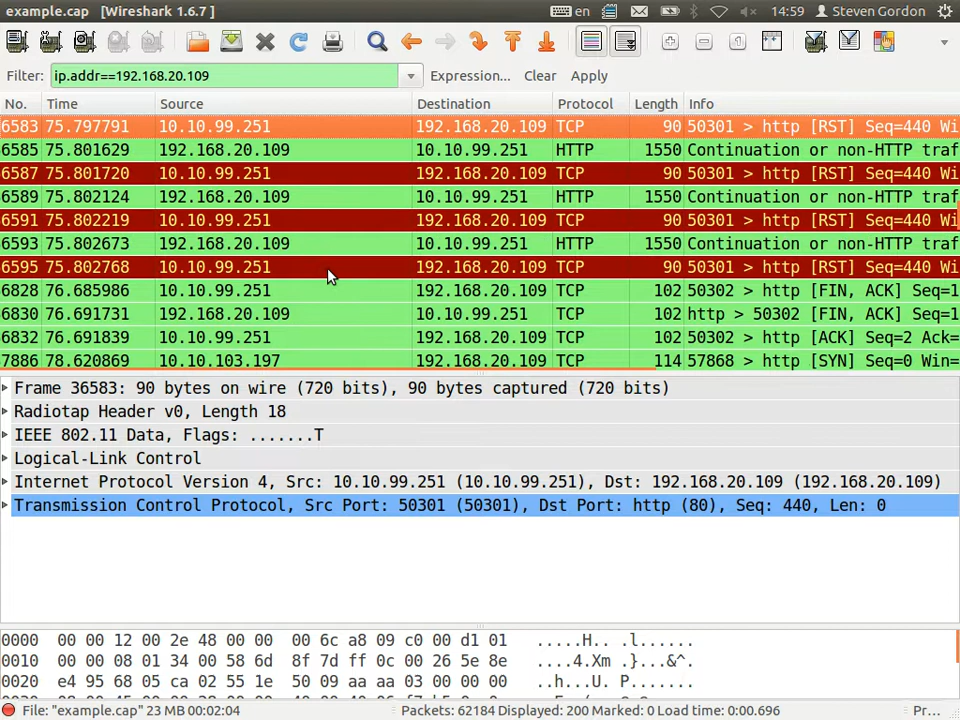 example.cap [Wireshark 1.6.7 ] en 14:59 Steven Gordon
Filter: ip.addr==192.168.20.109 Expression... Clear Apply
No. Time Source Destination Protocol Length Info
6583 75.797791 10.10.99.251 192.168.20.109 TCP 90 50301 > http [RST] Seq=440 Wi
6585 75.801629 192.168.20.109 10.10.99.251 HTTP 1550 Continuation or non-HTTP traf
6587 75.801720 10.10.99.251 192.168.20.109 TCP 90 50301 > http [RST] Seq=440 Wi
6589 75.802124 192.168.20.109 10.10.99.251 HTTP 1550 Continuation or non-HTTP traf
6591 75.802219 10.10.99.251 192.168.20.109 TCP 90 50301 > http [RST] Seq=440 Wi
6593 75.802673 192.168.20.109 10.10.99.251 HTTP 1550 Continuation or non-HTTP traf
6595 75.802768 10.10.99.251 192.168.20.109 TCP 90 50301 > http [RST] Seq=440 Wi
6828 76.685986 10.10.99.251 192.168.20.109 TCP 102 50302 > http [FIN, ACK] Seq=1
6830 76.691731 192.168.20.109 10.10.99.251 TCP 102 http > 50302 [FIN, ACK] Seq=1
6832 76.691839 10.10.99.251 192.168.20.109 TCP 102 50302 > http [ACK] Seq=2 Ack=
7886 78.620869 10.10.103.197 192.168.20.109 TCP 114 57868 > http [SYN] Seq=0 Win=
Frame 36583: 90 bytes on wire (720 bits), 90 bytes captured (720 bits)
Radiotap Header v0, Length 18
IEEE 802.11 Data, Flags: .......T
Logical-Link Control
Internet Protocol Version 4, Src: 10.10.99.251 (10.10.99.251), Dst: 192.168.20.109 (192.168.20.109)
Transmission Control Protocol, Src Port: 50301 (50301), Dst Port: http (80), Seq: 440, Len: 0
0000 00 00 12 00 2e 48 00 00 00 6c a8 09 c0 00 d1 01 .....H.. .l......
0010 00 00 08 01 34 00 58 6d 8f 7d ff 0c 00 26 5e 8e ....4.Xm .}...&^.
0020 e4 95 68 05 ca 02 55 1e 50 09 aa aa 03 00 00 00 ..h...U. P.......
File: "example.cap" 23 MB 00:02:04 Packets: 62184 Displayed: 200 Marked: 0 Load time: 0:00.696 Pr...